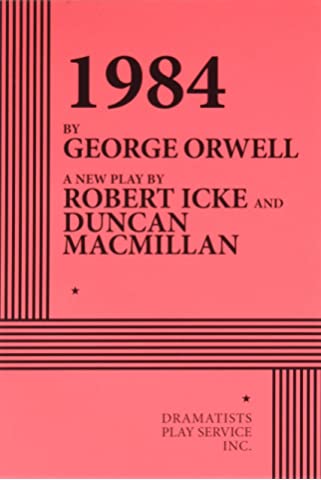 1984
BY
GEORGE ORWELL
A NEW PLAY BY
ROBERT ICKE AND
DUNCAN
MACMILLAN
DRAMATISTS
PLAY SERVICE
INC.